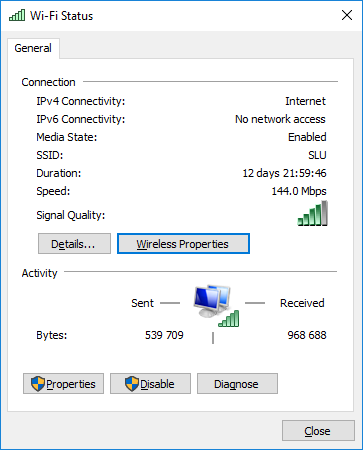 Wi-Fi Status
General
Connection
IPv4 Connectivity: Internet
IPv6 Connectivity: No network access
Media State: Enabled
SSID: SLU
Duration: 12 days 21:59:46
Speed: 144.0 Mbps
Signal Quality:
Details... Wireless Properties
Activity
Sent Received
Bytes: 539 709 968 688
Properties Disable Diagnose
Close